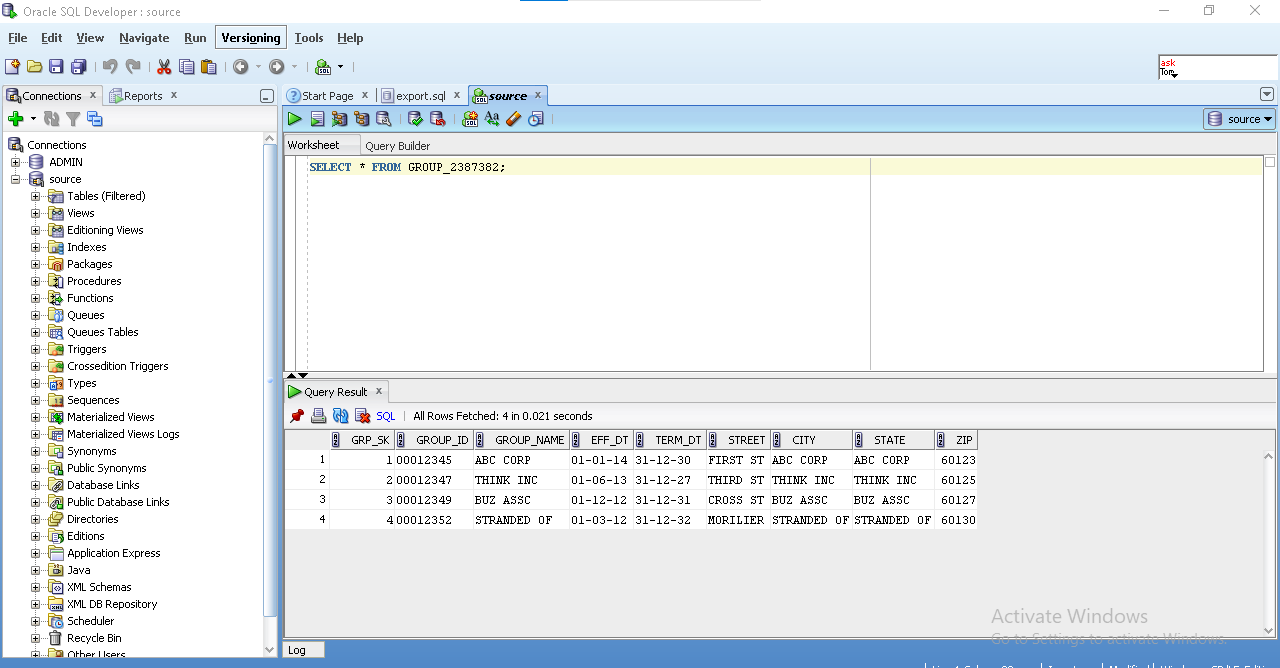 Oracle SQL Developer : source
File Edit View Navigate Run Versioning Tools Help
ask
Tom
Connections x Reports x
Start Page x export.sql x source x
source
Worksheet Query Builder
SELECT * FROM GROUP_2387382;
Connections
ADMIN
source
Tables (Filtered)
Views
Editioning Views
Indexes
Packages
Procedures
Functions
Queues
Queues Tables
Triggers
Crossedition Triggers
Types
Sequences
Materialized Views
Materialized Views Logs
Synonyms
Public Synonyms
Database Links
Public Database Links
Directories
Editions
Application Express
Java
XML Schemas
XML DB Repository
Scheduler
Recycle Bin
Other Users
Query Result x
SQL | All Rows Fetched: 4 in 0.021 seconds
GRP_SK GROUP_ID GROUP_NAME EFF_DT TERM_DT STREET CITY STATE ZIP
1 1 00012345 ABC CORP 01-01-14 31-12-30 FIRST ST ABC CORP ABC CORP 60123
2 2 00012347 THINK INC 01-06-13 31-12-27 THIRD ST THINK INC THINK INC 60125
3 3 00012349 BUZ ASSC 01-12-12 31-12-31 CROSS ST BUZ ASSC BUZ ASSC 60127
4 4 00012352 STRANDED OF 01-03-12 31-12-32 MORILIER STRANDED OF STRANDED OF 60130
Activate Windows
Go to Settings to activate Windows.
Log